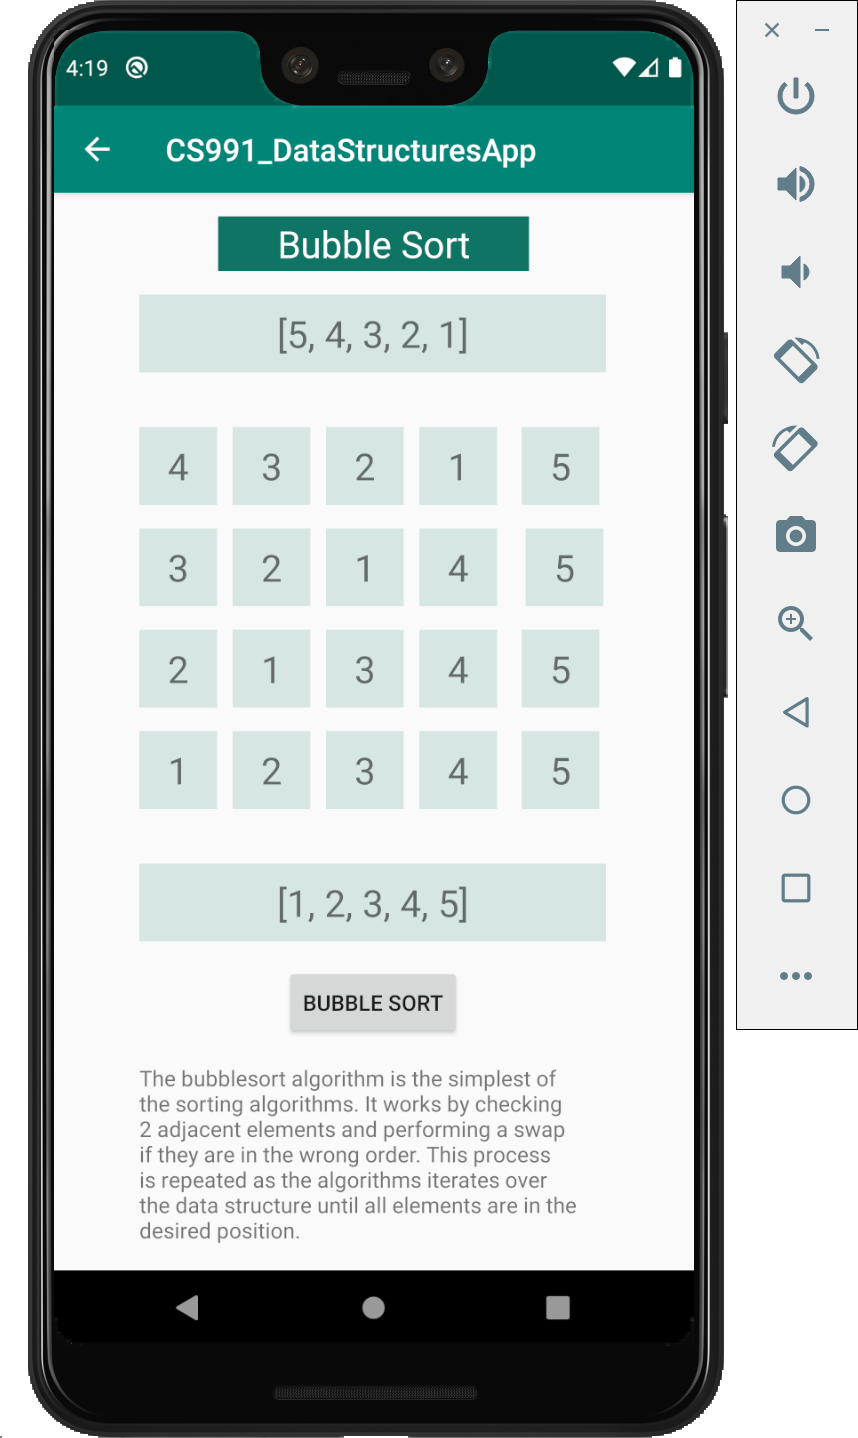 4:19
CS991_DataStructuresApp
Bubble Sort
[5, 4, 3, 2, 1]
4 3 2 1 5
3 2 1 4 5
2 1 3 4 5
1 2 3 4 5
[1, 2, 3, 4, 5]
BUBBLE SORT
The bubblesort algorithm is the simplest of
the sorting algorithms. It works by checking
2 adjacent elements and performing a swap
if they are in the wrong order. This process
is repeated as the algorithms iterates over
the data structure until all elements are in the
desired position.